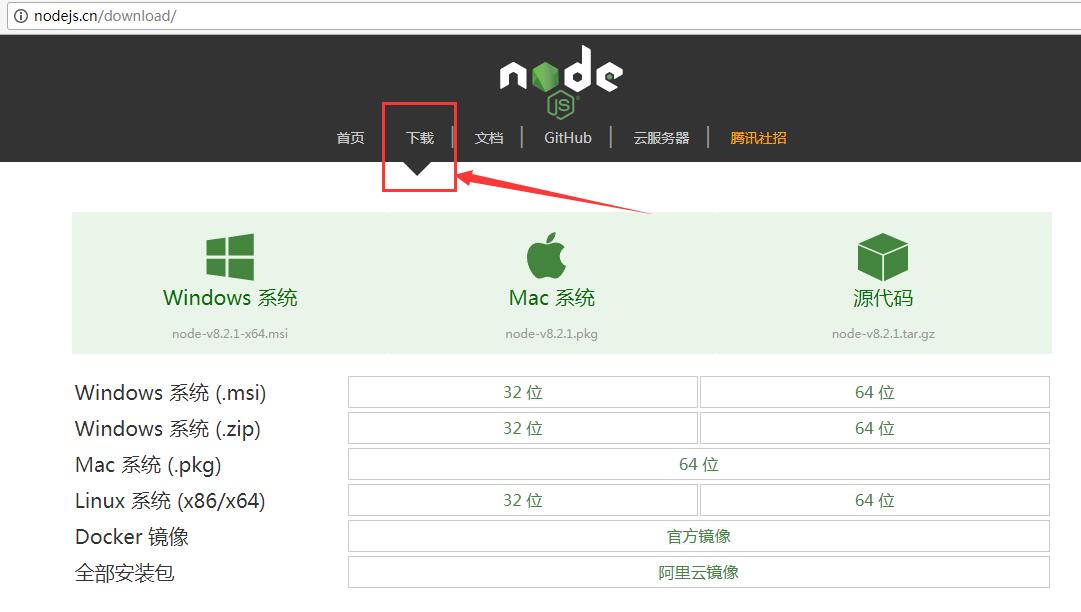 nodejs.cn/download/
node
JS
首页 下载 文档 GitHub 云服务器 腾讯社招
Windows 系统 Mac 系统 源代码
node-v8.2.1-x64.msi node-v8.2.1.pkg node-v8.2.1.tar.gz
Windows 系统 (.msi) 32 位 64 位
Windows 系统 (.zip) 32 位 64 位
Mac 系统 (.pkg) 64 位
Linux 系统 (x86/x64) 32 位 64 位
Docker 镜像 官方镜像
全部安装包 阿里云镜像